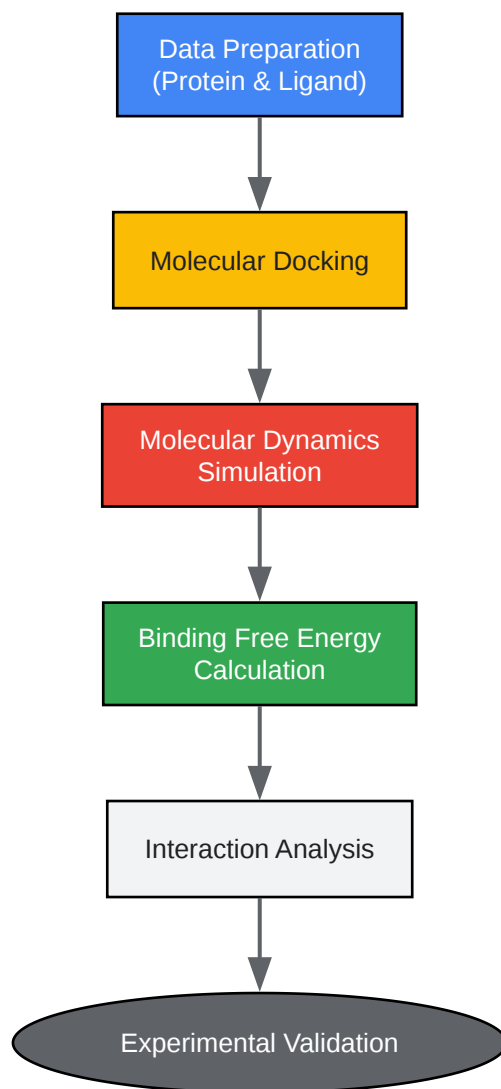 Data Preparation
(Protein & Ligand)
Molecular Docking
Molecular Dynamics
Simulation
Binding Free Energy
Calculation
Interaction Analysis
Experimental Validation